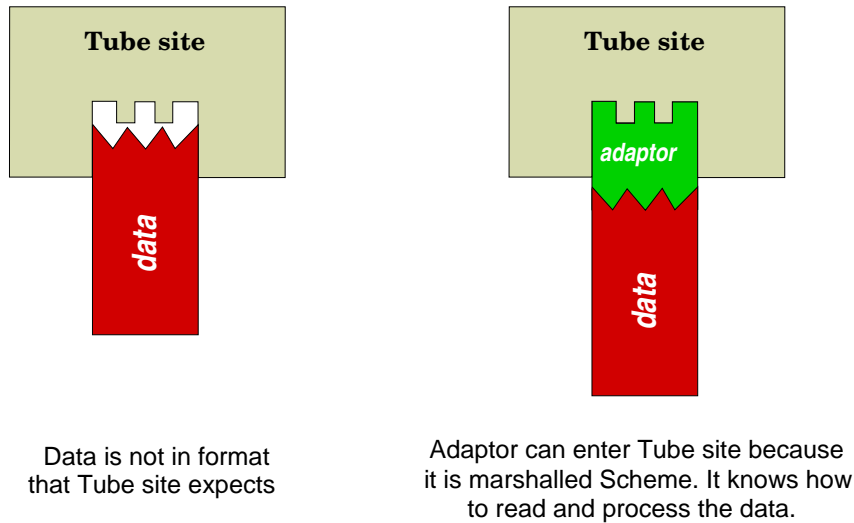 Tube site
data
Data is not in format
that Tube site expects
Tube site
adaptor
data
Adaptor can enter Tube site because
it is marshalled Scheme. It knows how
to read and process the data.